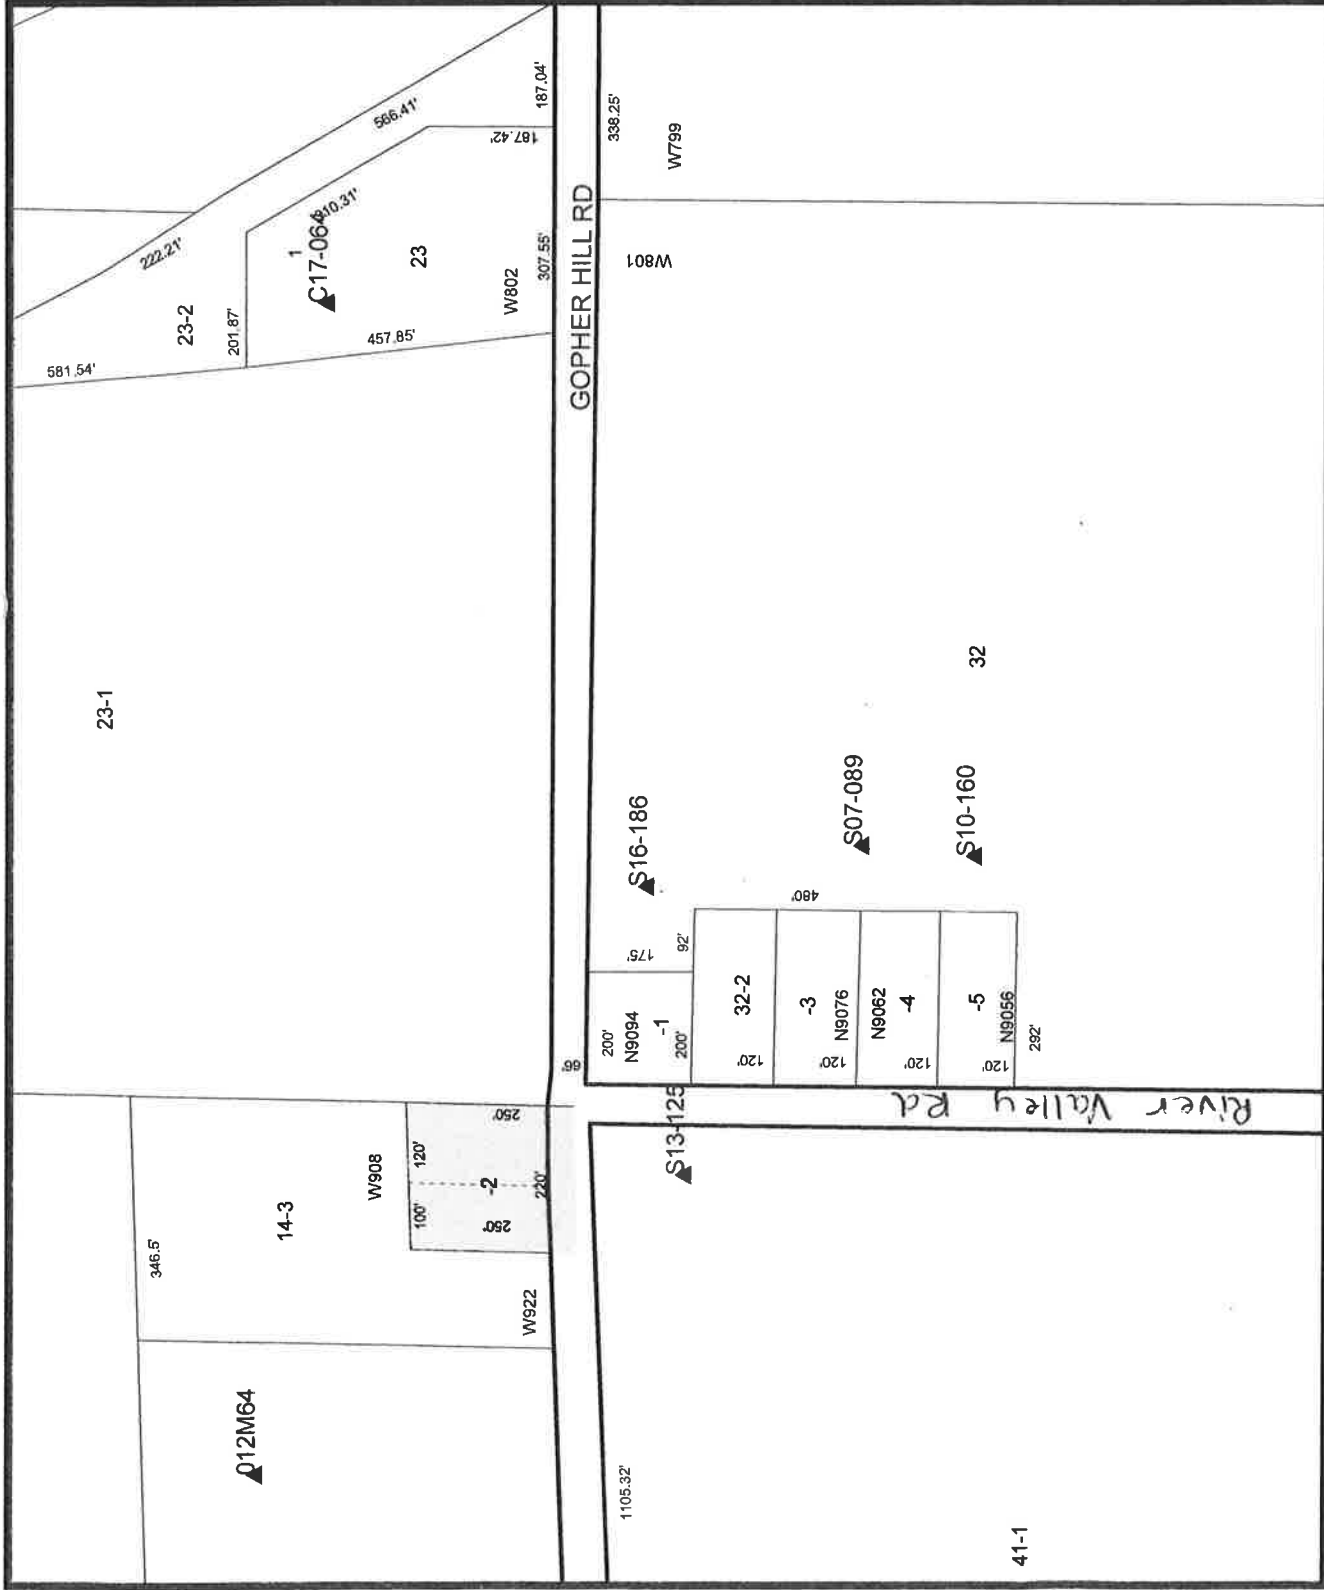 566.41'
187.04'
187.42'
338.25'
W799
222.21'
310.31'
1
C17-064
23
W802
307.55'
23-2
201.87'
457.85'
581.54'
GOPHER HILL RD
W801
23-1
32
S16-186
S07-089
S10-160
480'
175'
92'
200'
N9094
-1
200'
32-2
120'
-3
N9076
120'
N9062
-4
120'
-5
N9056
120'
292'
66'
River Valley Rd
S13-125
250'
120'
-2
220'
100'
250'
W908
14-3
346.5'
W922
012M64
1105.32'
41-1